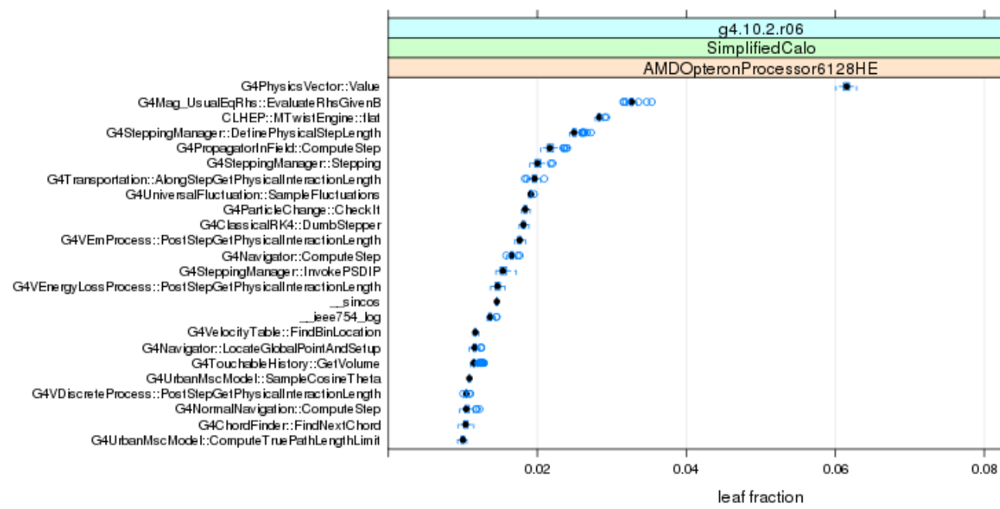 g4.10.2.r06
SimplifiedCalo
AMDOpteronProcessor6128HE
G4PhysicsVector::Value
G4Mag_UsualEqRhs::EvaluateRhsGivenB
CLHEP::MTwistEngine::flat
G4SteppingManager::DefinePhysicalStepLength
G4PropagatorInField::ComputeStep
G4SteppingManager::Stepping
G4Transportation::AlongStepGetPhysicalInteractionLength
G4UniversalFluctuation::SampleFluctuations
G4ParticleChange::CheckIt
G4ClassicalRK4::DumbStepper
G4VEmProcess::PostStepGetPhysicalInteractionLength
G4Navigator::ComputeStep
G4SteppingManager::InvokePSDIP
G4VEnergyLossProcess::PostStepGetPhysicalInteractionLength
__sincos
__ieee754_log
G4VelocityTable::FindBinLocation
G4Navigator::LocateGlobalPointAndSetup
G4TouchableHistory::GetVolume
G4UrbanMscModel::SampleCosineTheta
G4VDiscreteProcess::PostStepGetPhysicalInteractionLength
G4NormalNavigation::ComputeStep
G4ChordFinder::FindNextChord
G4UrbanMscModel::ComputeTruePathLengthLimit
0.02 0.04 0.06 0.08
leaf fraction